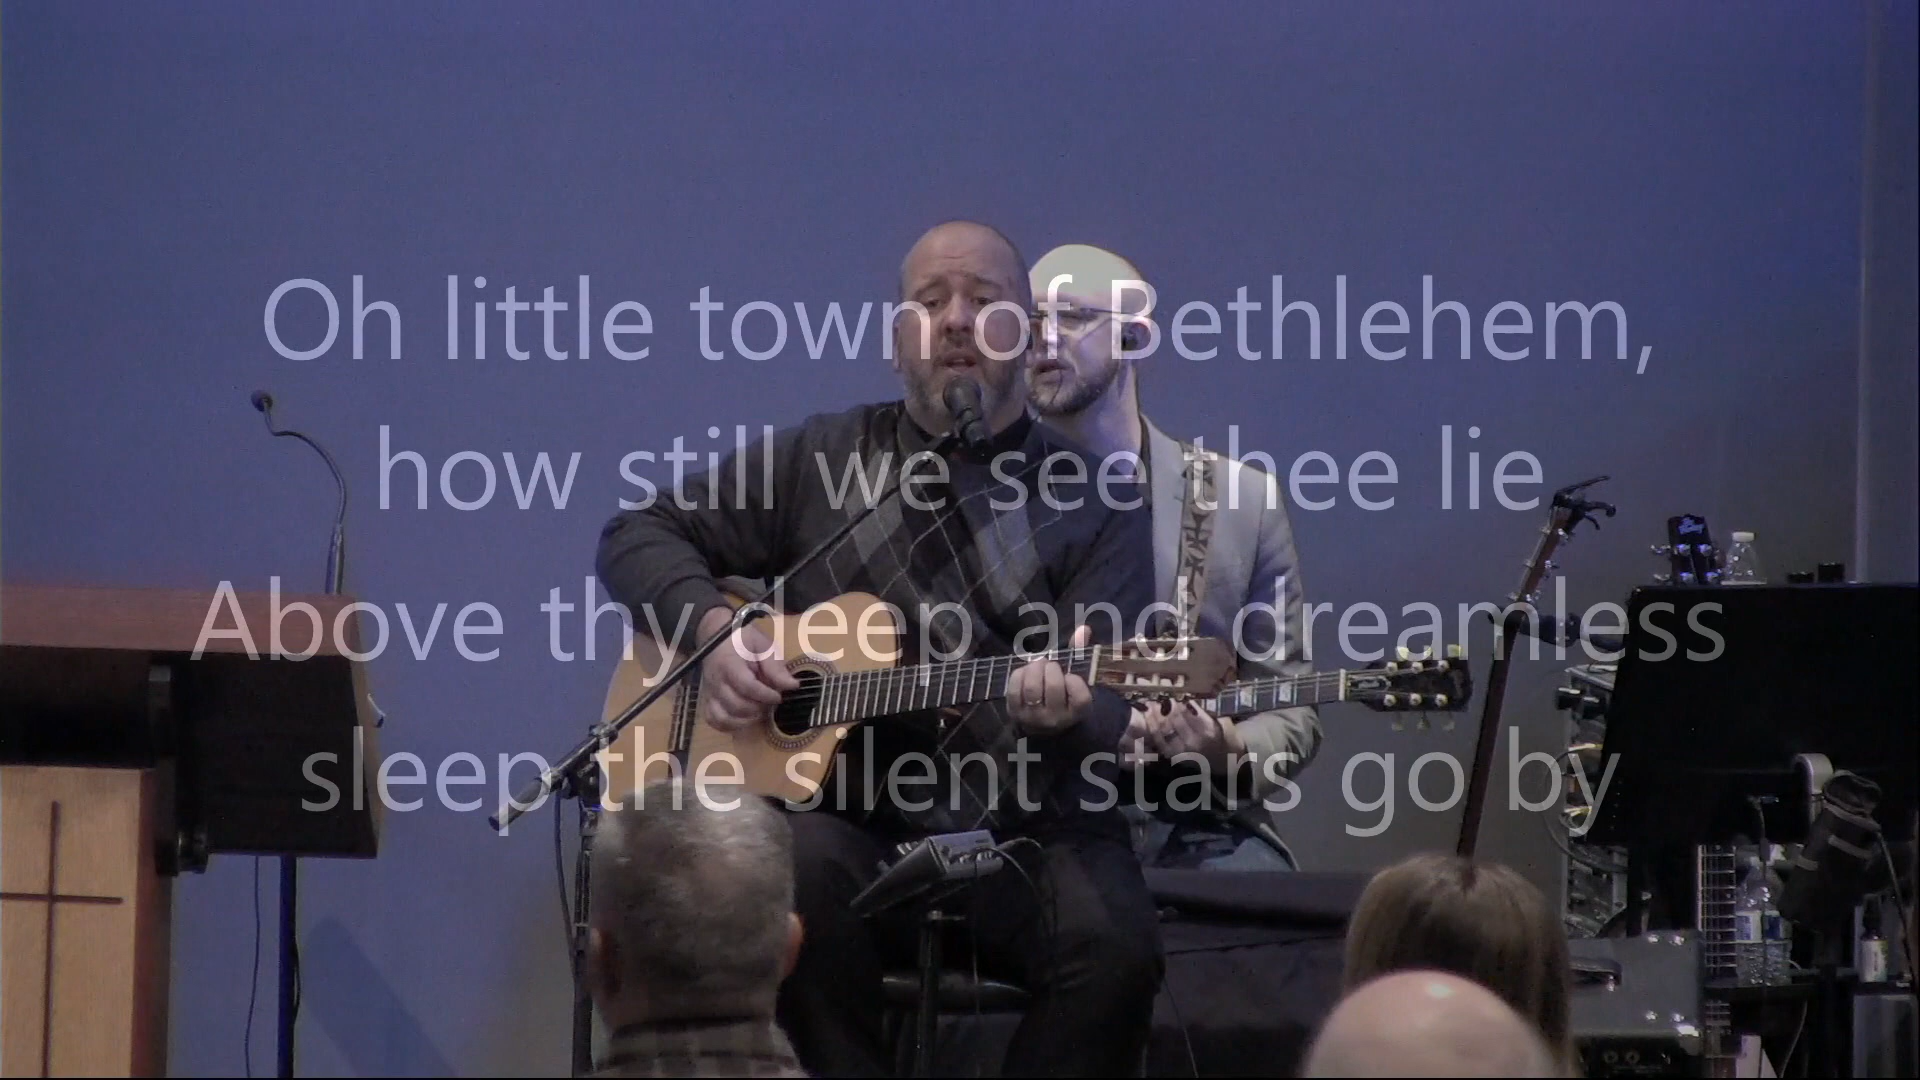 Oh little town of Bethlehem,
how still we see thee lie
Above thy deep and dreamless
sleep the silent stars go by